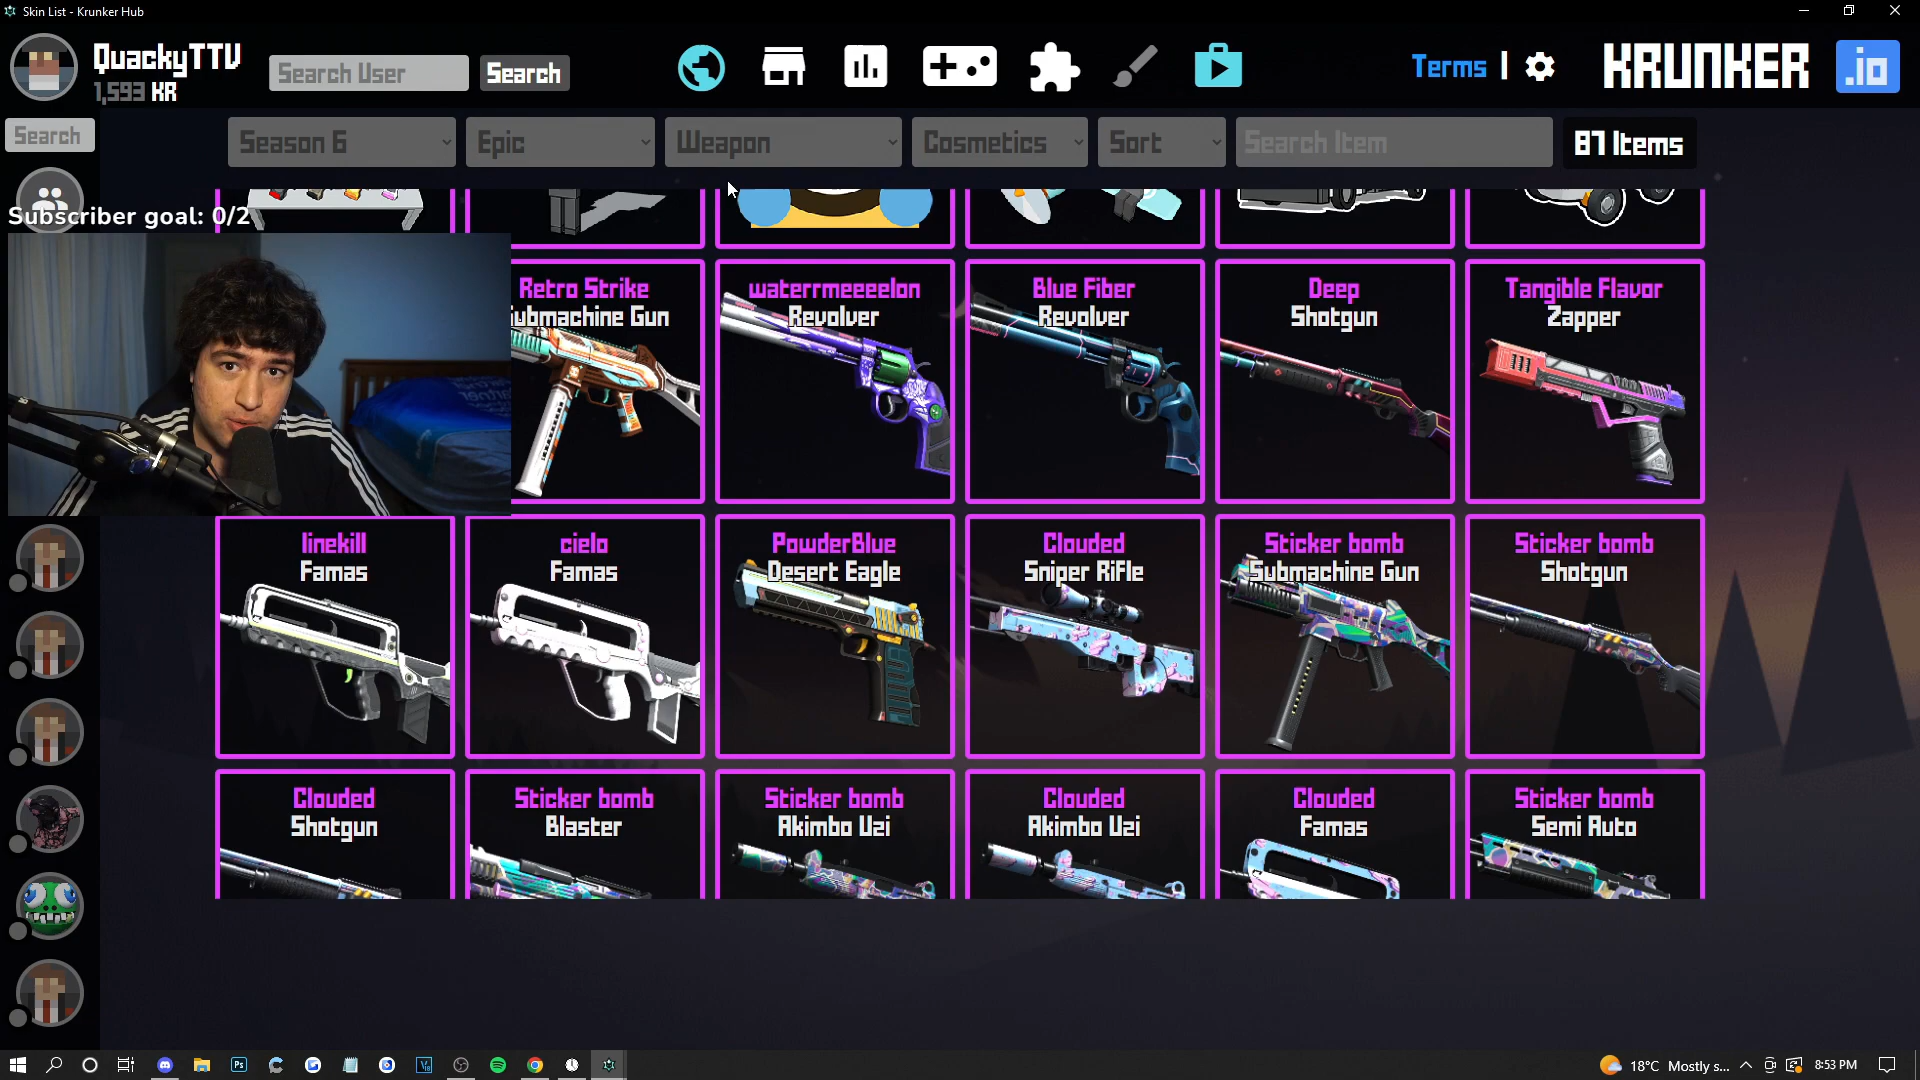 Skin List - Krunker Hub
QuackyTTV
1,593 KR
Search User
Search
Terms |
KRUNKER
.io
Search
Season 6
Epic
Weapon
Cosmetics
Sort
Search Item
87 Items
Subscriber goal: 0/2
Retro Strike
Submachine Gun
waterrmeeeelon
Revolver
Blue Fiber
Revolver
Deep
Shotgun
Tangible Flavor
Zapper
linekill
Famas
cielo
Famas
PowderBlue
Desert Eagle
Clouded
Sniper Rifle
Sticker bomb
Submachine Gun
Sticker bomb
Shotgun
Clouded
Shotgun
Sticker bomb
Blaster
Sticker bomb
Akimbo Uzi
Clouded
Akimbo Uzi
Clouded
Famas
Sticker bomb
Semi Auto
Ps
18°C Mostly s...
8:53 PM